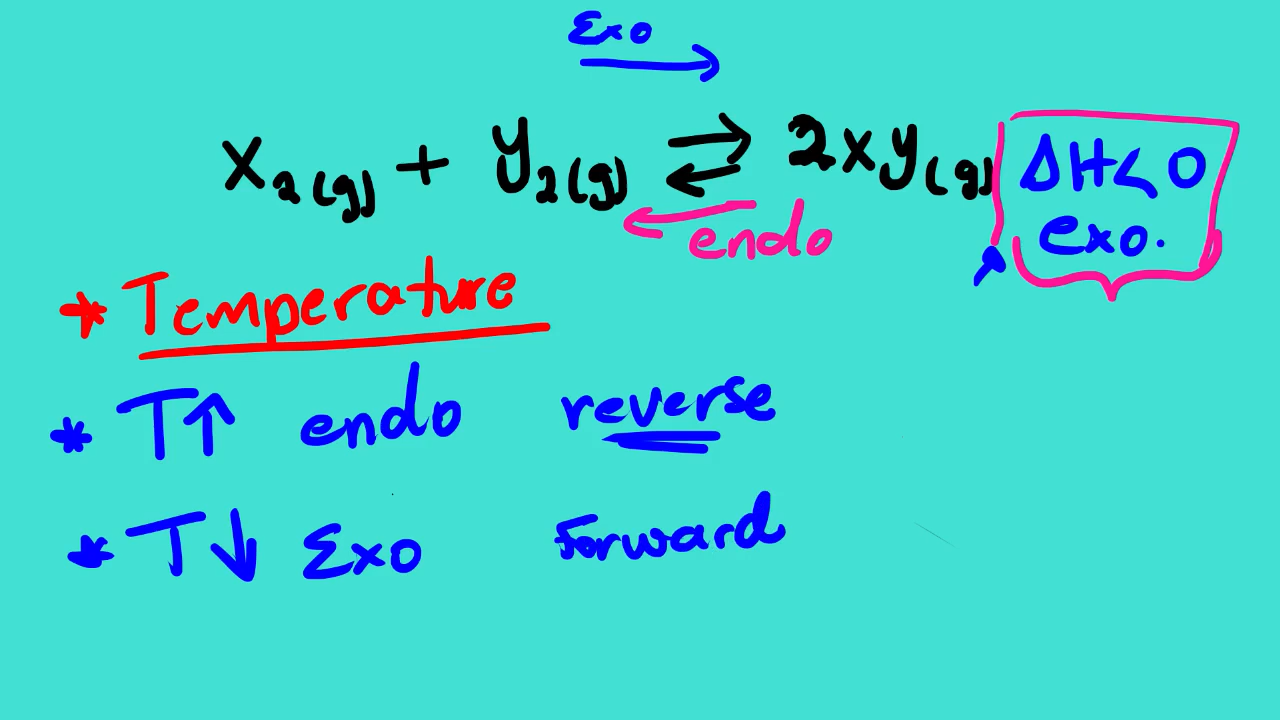 Exo
→
X₂(g) + Y₂(g) ⇄ 2XY(g) ΔH<0
← endo exo.
* Temperature
* T↑ endo reverse
* T↓ Exo forward